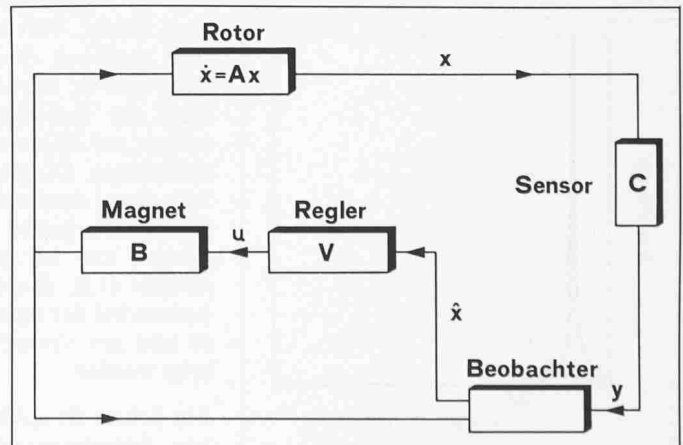 Rotor
ẋ=Ax
x
Sensor
C
Magnet
B
u
Regler
V
x̂
Beobachter
y